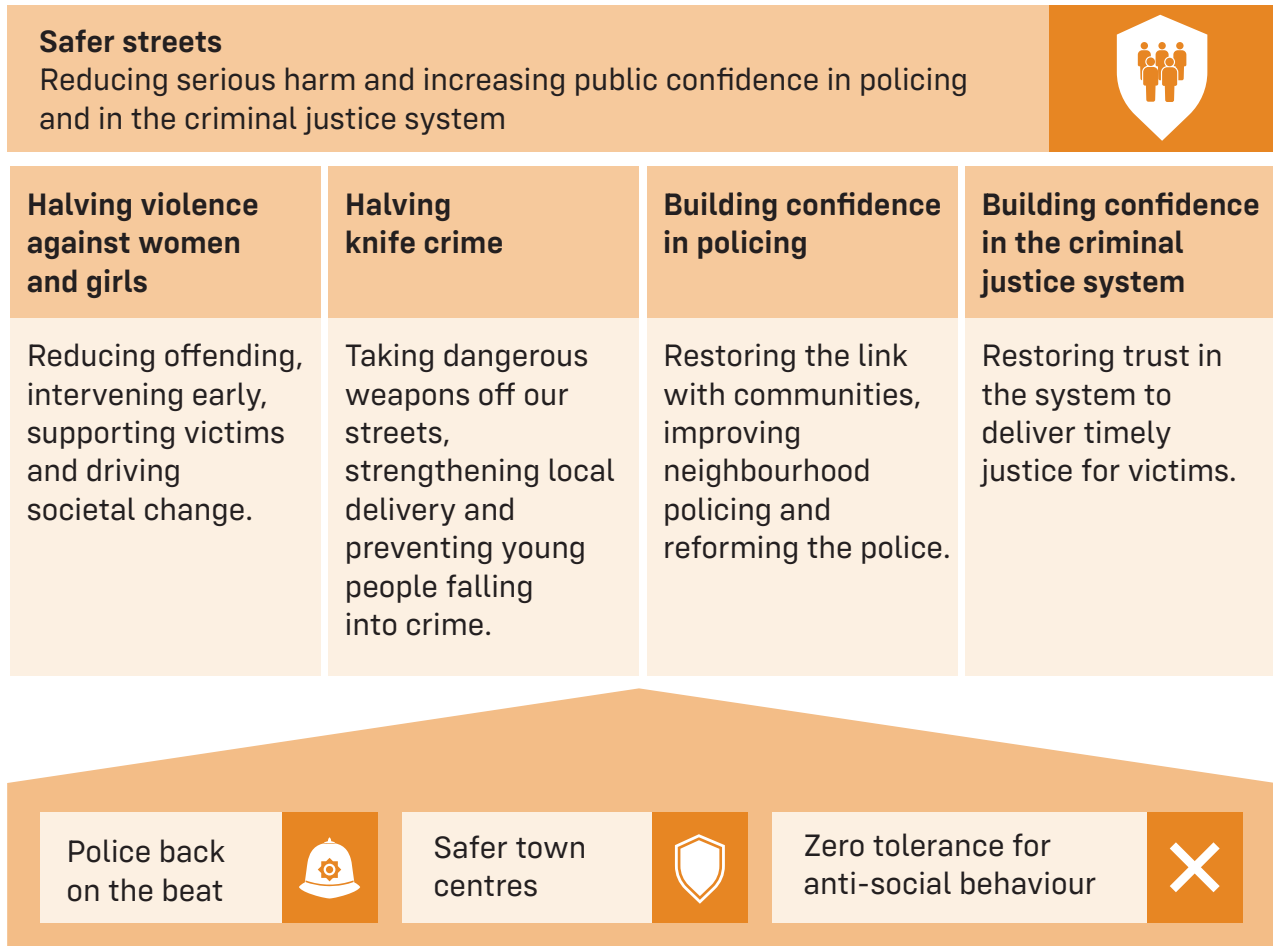 Safer streets
Reducing serious harm and increasing public confidence in policing
and in the criminal justice system
Halving violence
against women
and girls
Reducing offending,
intervening early,
supporting victims
and driving
societal change.
Halving
knife crime
Taking dangerous
weapons off our
streets,
strengthening local
delivery and
preventing young
people falling
into crime.
Building confidence
in policing
Restoring the link
with communities,
improving
neighbourhood
policing and
reforming the police.
Building confidence
in the criminal
justice system
Restoring trust in
the system to
deliver timely
justice for victims.
Police back
on the beat
Safer town
centres
Zero tolerance for
anti-social behaviour